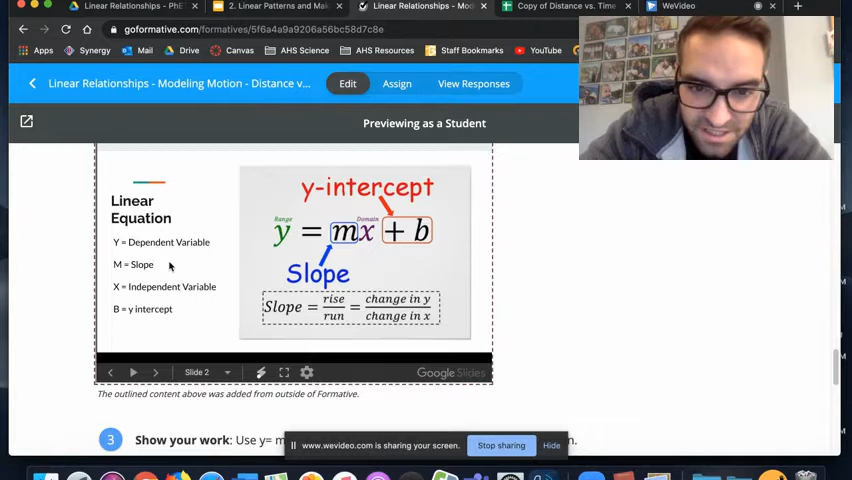 Linear Relationships - PhE
2. Linear Patterns and Mak
Linear Relationships - Mod
Copy of Distance vs. Time
WeVideo
goformative.com/formatives/5f6a4a9a9206a56cbd58d7c8e
Apps
Synergy
Mail
Drive
Canvas
AHS Science
AHS Resources
Staff Bookmarks
YouTube
Linear Relationships - Modeling Motion - Distance v...
Edit
Assign
View Responses
Previewing as a Student
Linear
Equation
Y = Dependent Variable
M = Slope
X = Independent Variable
B = y intercept
y-intercept
Range
Domain
y = mx + b
Slope
Slope = rise/run = change in y/change in x
Slide 2
Google Slides
The outlined content above was added from outside of Formative.
3 Show your work: Use y= m
n.
www.wevideo.com is sharing your screen.
Stop sharing
Hide